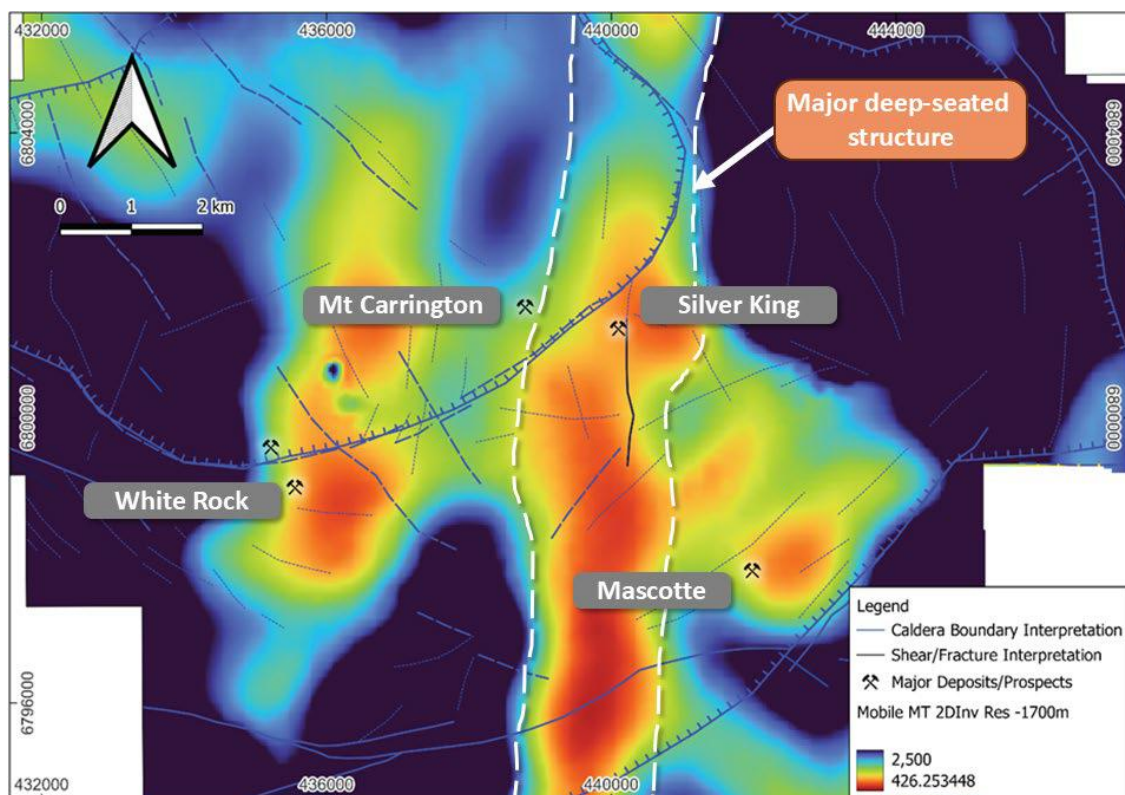 432000
436000
440000
444000
Major deep-seated
structure
6804000
6804000
0 1 2 km
Mt Carrington
Silver King
6800000
6800000
White Rock
Mascotte
Legend
Caldera Boundary Interpretation
Shear/Fracture Interpretation
Major Deposits/Prospects
Mobile MT 2DInv Res -1700m
2,500
426.253448
6796000
432000
436000
440000